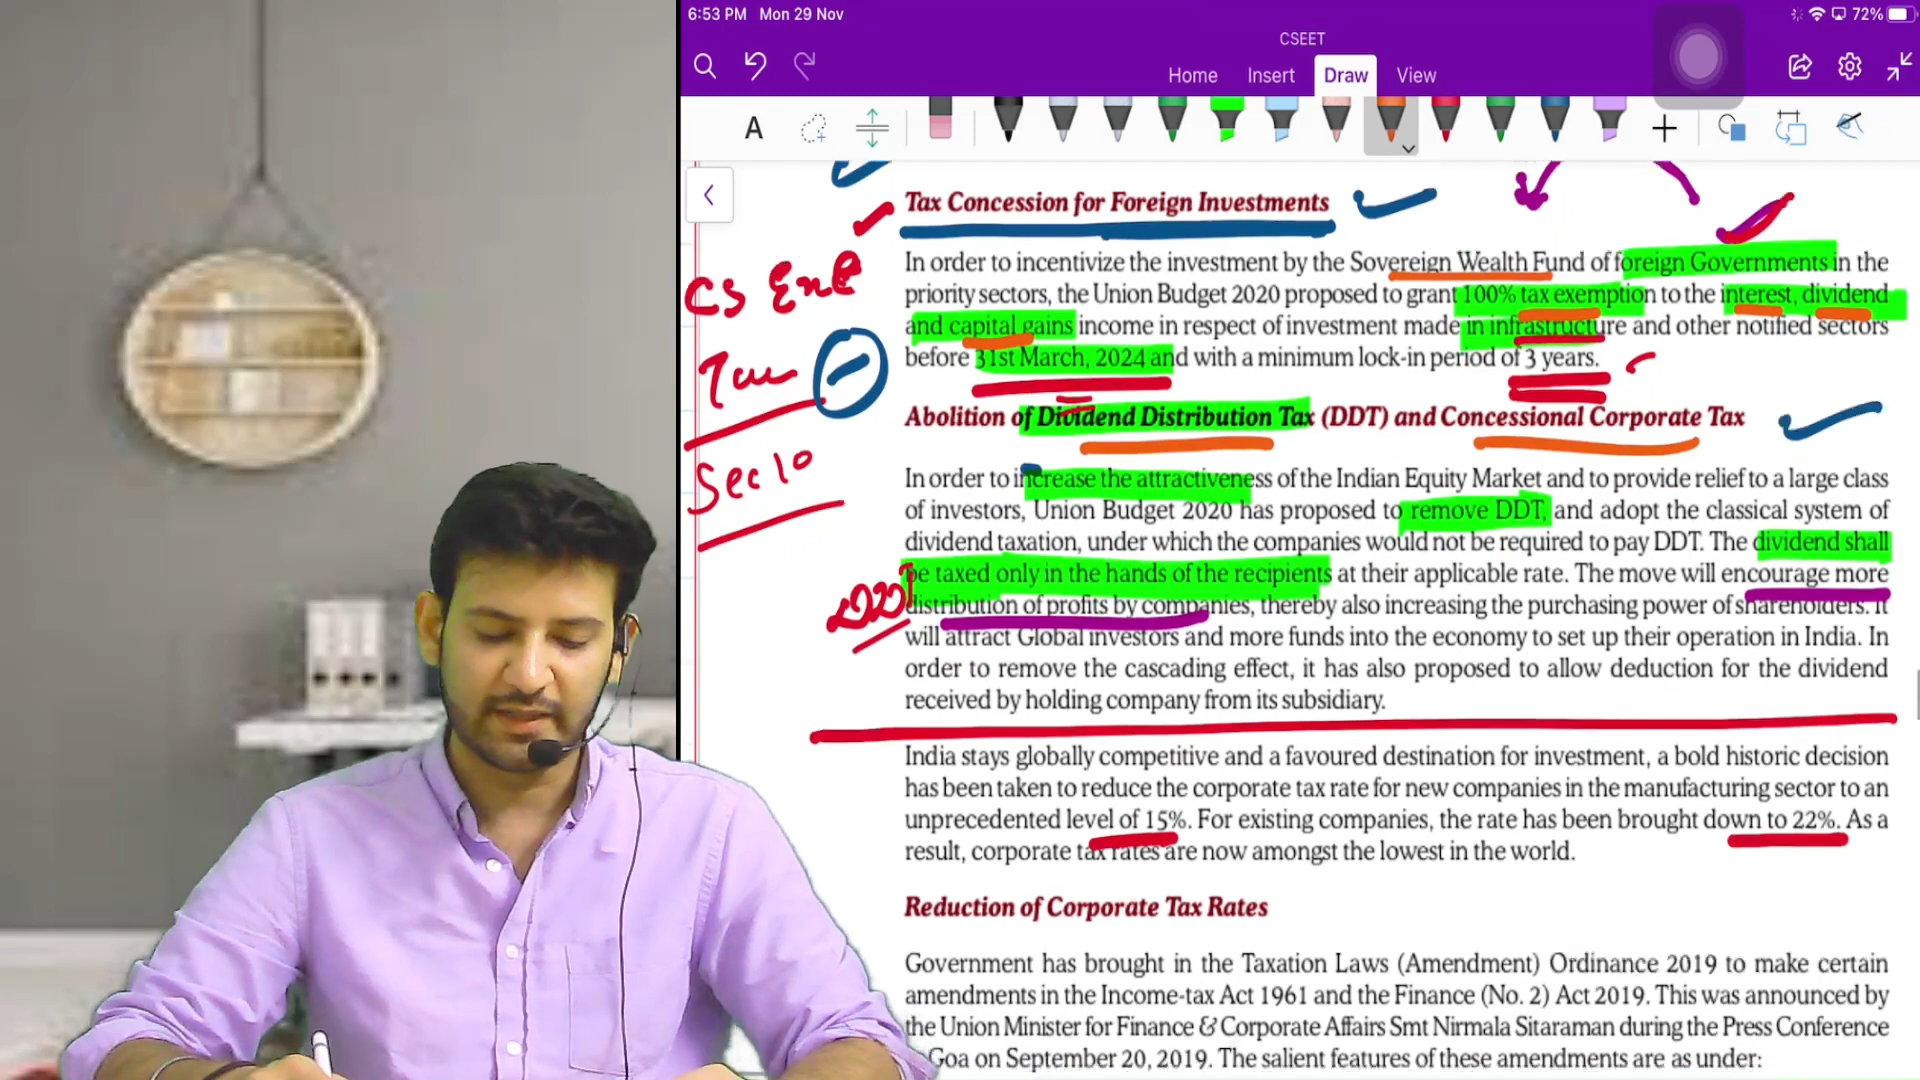 6:53 PM Mon 29 Nov
72%
CSEET
Home Insert Draw View
A
Tax Concession for Foreign Investments
In order to incentivize the investment by the Sovereign Wealth Fund of foreign Governments in the
priority sectors, the Union Budget 2020 proposed to grant 100% tax exemption to the interest, dividend
and capital gains income in respect of investment made in infrastructure and other notified sectors
before 31st March, 2024 and with a minimum lock-in period of 3 years.
CS Exe
Tax
Sec 10
Abolition of Dividend Distribution Tax (DDT) and Concessional Corporate Tax
In order to increase the attractiveness of the Indian Equity Market and to provide relief to a large class
of investors, Union Budget 2020 has proposed to remove DDT, and adopt the classical system of
dividend taxation, under which the companies would not be required to pay DDT. The dividend shall
be taxed only in the hands of the recipients at their applicable rate. The move will encourage more
distribution of profits by companies, thereby also increasing the purchasing power of shareholders. It
will attract Global investors and more funds into the economy to set up their operation in India. In
order to remove the cascading effect, it has also proposed to allow deduction for the dividend
received by holding company from its subsidiary.
India stays globally competitive and a favoured destination for investment, a bold historic decision
has been taken to reduce the corporate tax rate for new companies in the manufacturing sector to an
unprecedented level of 15%. For existing companies, the rate has been brought down to 22%. As a
result, corporate tax rates are now amongst the lowest in the world.
Reduction of Corporate Tax Rates
Government has brought in the Taxation Laws (Amendment) Ordinance 2019 to make certain
amendments in the Income-tax Act 1961 and the Finance (No. 2) Act 2019. This was announced by
the Union Minister for Finance & Corporate Affairs Smt Nirmala Sitaraman during the Press Conference
Goa on September 20, 2019. The salient features of these amendments are as under: